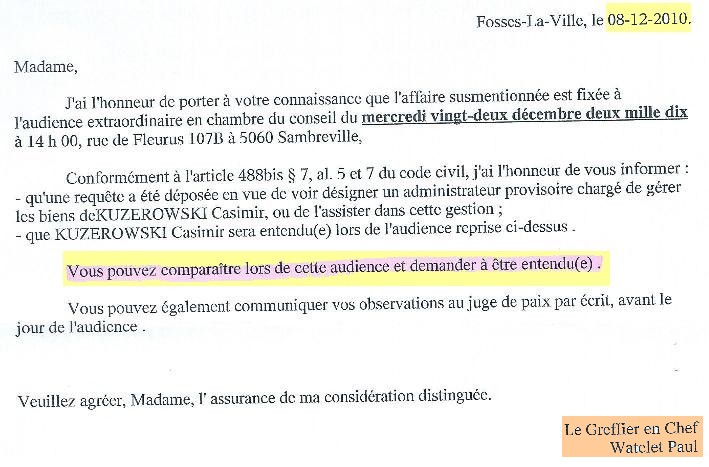 Fosses-La-Ville, le 08-12-2010.
Madame,
J'ai l'honneur de porter à votre connaissance que l'affaire susmentionnée est fixée à
l'audience extraordinaire en chambre du conseil du mercredi vingt-deux décembre deux mille dix
à 14 h 00, rue de Fleurus 107B à 5060 Sambreville,
Conformément à l'article 488bis § 7, al. 5 et 7 du code civil, j'ai l'honneur de vous informer :
- qu'une requête a été déposée en vue de voir désigner un administrateur provisoire chargé de gérer
les biens deKUZEROWSKI Casimir, ou de l'assister dans cette gestion ;
- que KUZEROWSKI Casimir sera entendu(e) lors de l'audience reprise ci-dessus .
Vous pouvez comparaître lors de cette audience et demander à être entendu(e) .
Vous pouvez également communiquer vos observations au juge de paix par écrit, avant le
jour de l'audience .
Veuillez agréer, Madame, l' assurance de ma considération distinguée.
Le Greffier en Chef
Watelet Paul